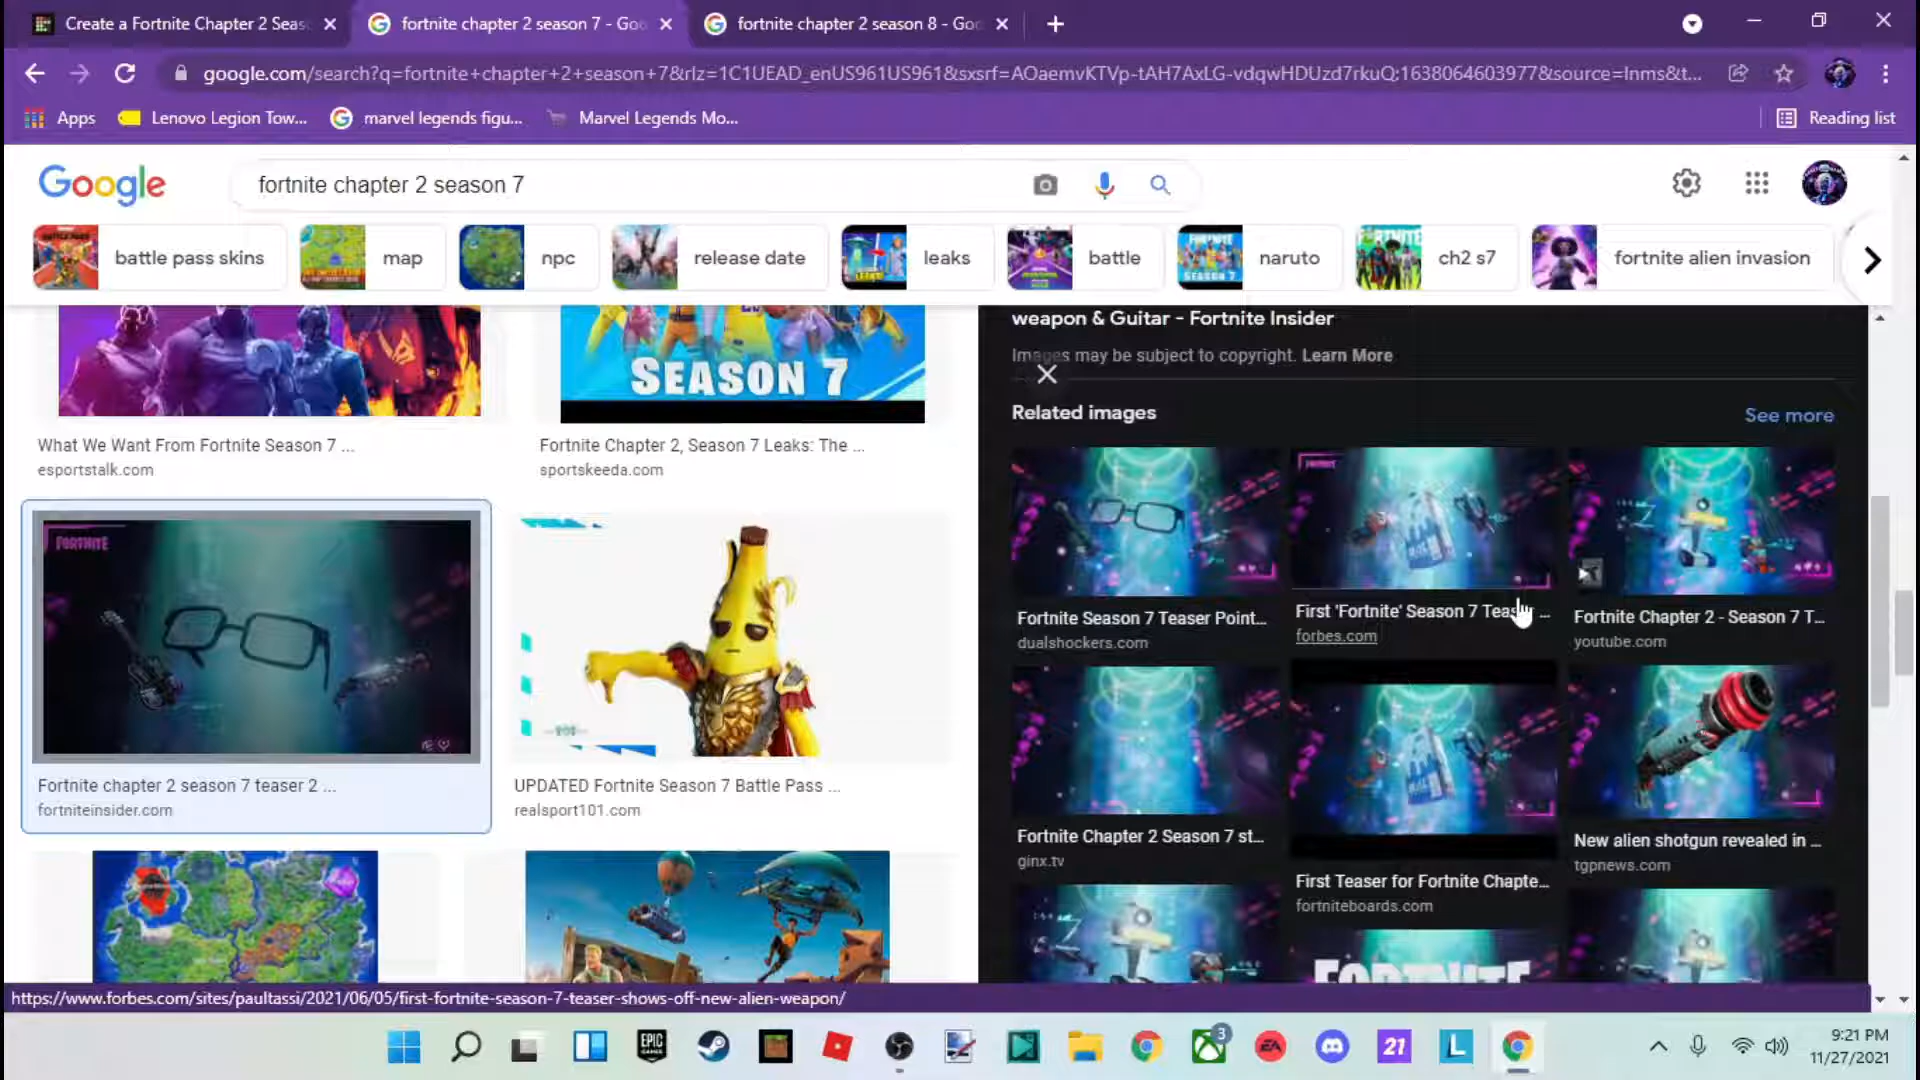 Create a Fortnite Chapter 2 Seas
fortnite chapter 2 season 7 - Goo
fortnite chapter 2 season 8 - Goo
google.com/search?q=fortnite+chapter+2+season+7&rlz=1C1UEAD_enUS961US961&sxsrf=AOaemvKTVp-tAH7AxLG-vdqwHDUzd7rkuQ:1638064603977&source=lnms&t...
Apps
Lenovo Legion Tow...
marvel legends figu...
Marvel Legends Mo...
Reading list
Google
fortnite chapter 2 season 7
battle pass skins
map
npc
release date
leaks
battle
naruto
ch2 s7
fortnite alien invasion
SEASON 7
What We Want From Fortnite Season 7 ...
esportstalk.com
Fortnite Chapter 2, Season 7 Leaks: The ...
sportskeeda.com
FORTNITE
Fortnite chapter 2 season 7 teaser 2 ...
fortniteinsider.com
UPDATED Fortnite Season 7 Battle Pass ...
realsport101.com
weapon & Guitar - Fortnite Insider
Images may be subject to copyright. Learn More
Related images
See more
Fortnite Season 7 Teaser Point...
dualshockers.com
First 'Fortnite' Season 7 Teaser ...
forbes.com
Fortnite Chapter 2 - Season 7 T...
youtube.com
Fortnite Chapter 2 Season 7 st...
ginx.tv
First Teaser for Fortnite Chapte...
fortniteboards.com
New alien shotgun revealed in ...
tgpnews.com
FORTNITE
https://www.forbes.com/sites/paultassi/2021/06/05/first-fortnite-season-7-teaser-shows-off-new-alien-weapon/
EPIC
GAMES
3
EA
21
L
9:21 PM
11/27/2021